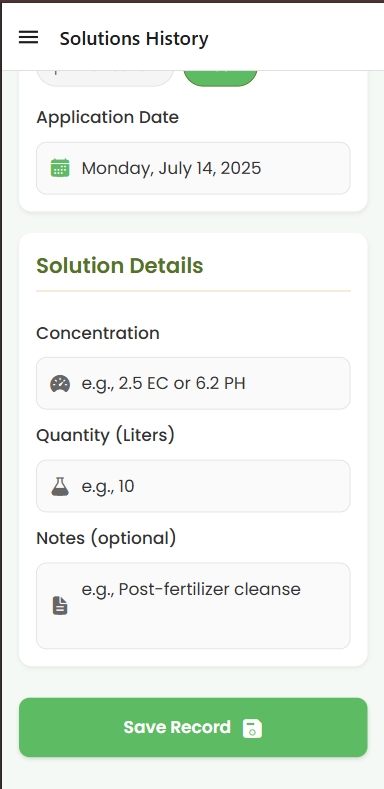 Solutions History
Application Date
Monday, July 14, 2025
Solution Details
Concentration
e.g., 2.5 EC or 6.2 PH
Quantity (Liters)
e.g., 10
Notes (optional)
e.g., Post-fertilizer cleanse
Save Record